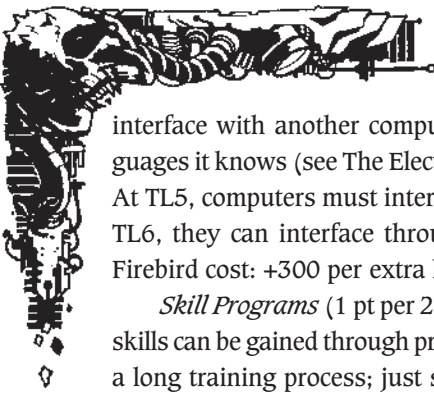 interface with another compu
guages it knows (see The Elect
At TL5, computers must inter
TL6, they can interface throu
Firebird cost: +300 per extra l
Skill Programs (1 pt per 2
skills can be gained through pr
a long training process; just s